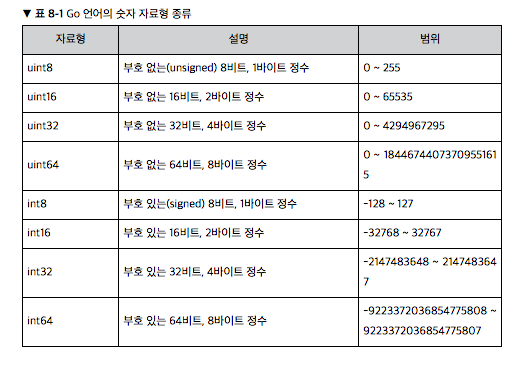 ▼ 표 8-1 Go 언어의 숫자 자료형 종류
자료형 설명 범위
uint8 부호 없는(unsigned) 8비트, 1바이트 정수 0 ~ 255
uint16 부호 없는 16비트, 2바이트 정수 0 ~ 65535
uint32 부호 없는 32비트, 4바이트 정수 0 ~ 4294967295
uint64 부호 없는 64비트, 8바이트 정수 0 ~ 1844674407370955161
5
int8 부호 있는(signed) 8비트, 1바이트 정수 -128 ~ 127
int16 부호 있는 16비트, 2바이트 정수 -32768 ~ 32767
int32 부호 있는 32비트, 4바이트 정수 -2147483648 ~ 214748364
7
int64 부호 있는 64비트, 8바이트 정수 -9223372036854775808 ~
9223372036854775807